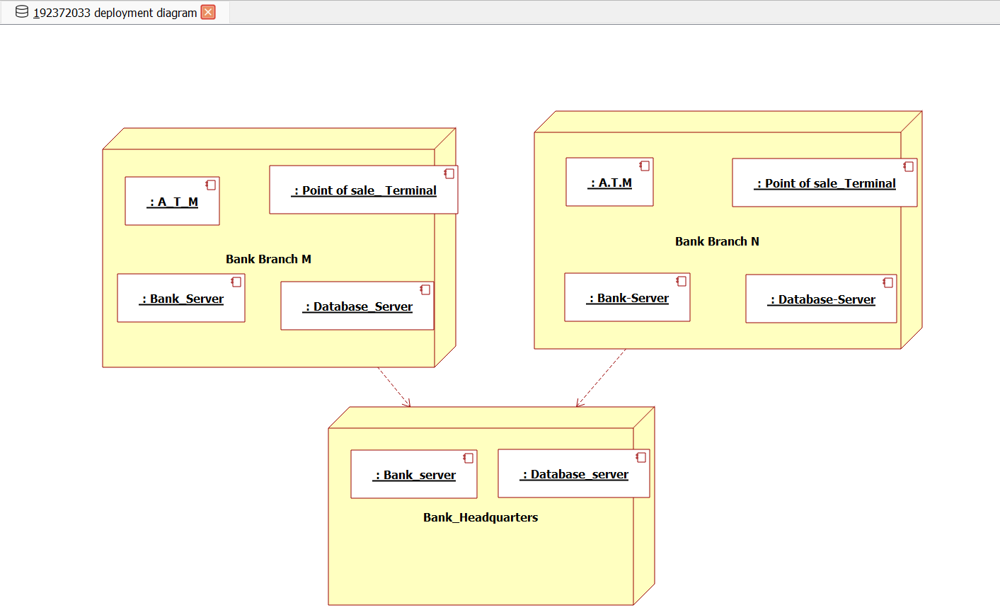 192372033 deployment diagram
: A_T_M
: Point of sale_ Terminal
Bank Branch M
: Bank_Server
: Database_Server
: A.T.M
: Point of sale_Terminal
Bank Branch N
: Bank-Server
: Database-Server
: Bank_server
: Database_server
Bank_Headquarters